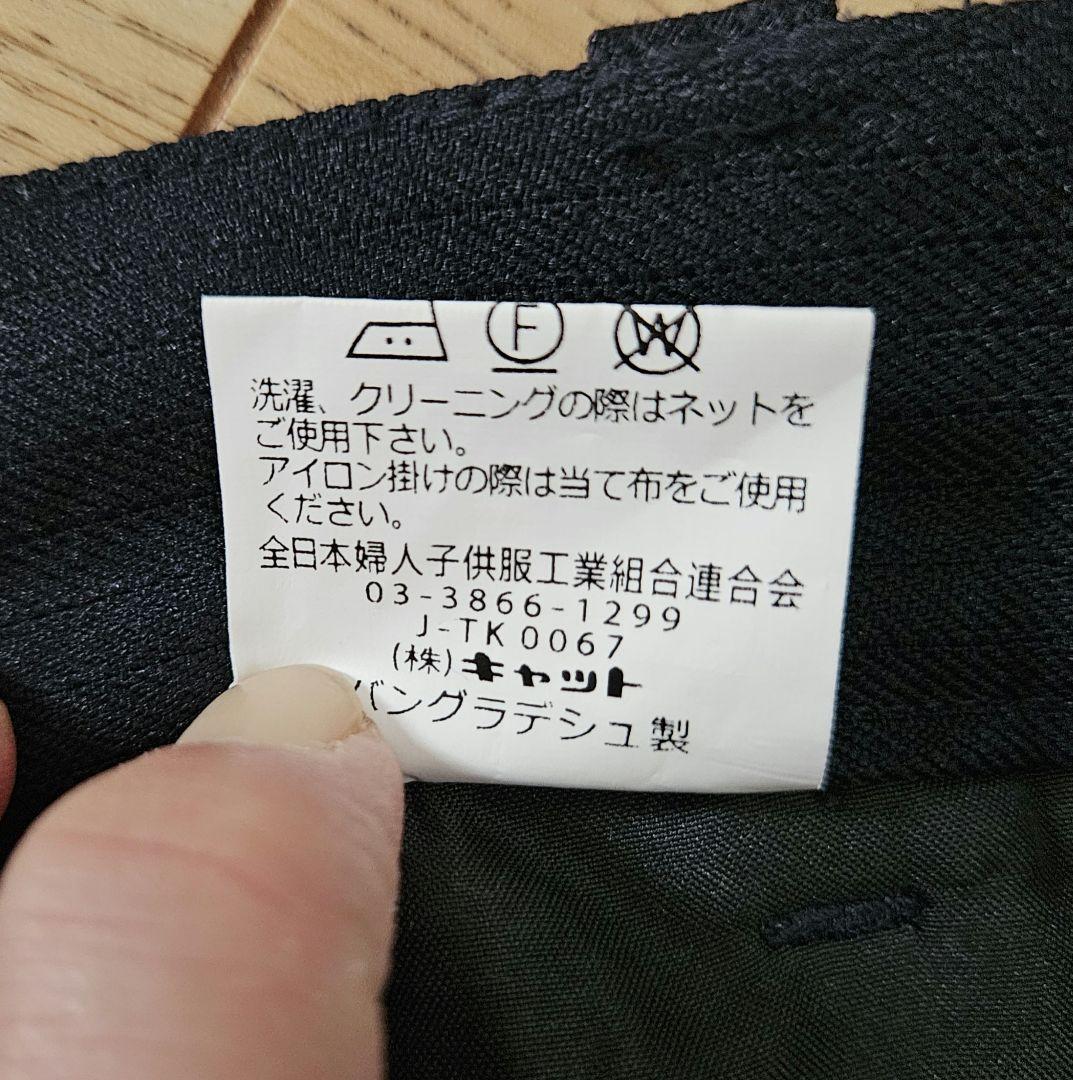 F W
洗濯、クリーニングの際はネットを
ご使用下さい。
アイロン掛けの際は当て布をご使用
ください。
全日本婦人子供服工業組合連合会
03-3866-1299
J-TK0067
(株)キャット
バングラデシュ製